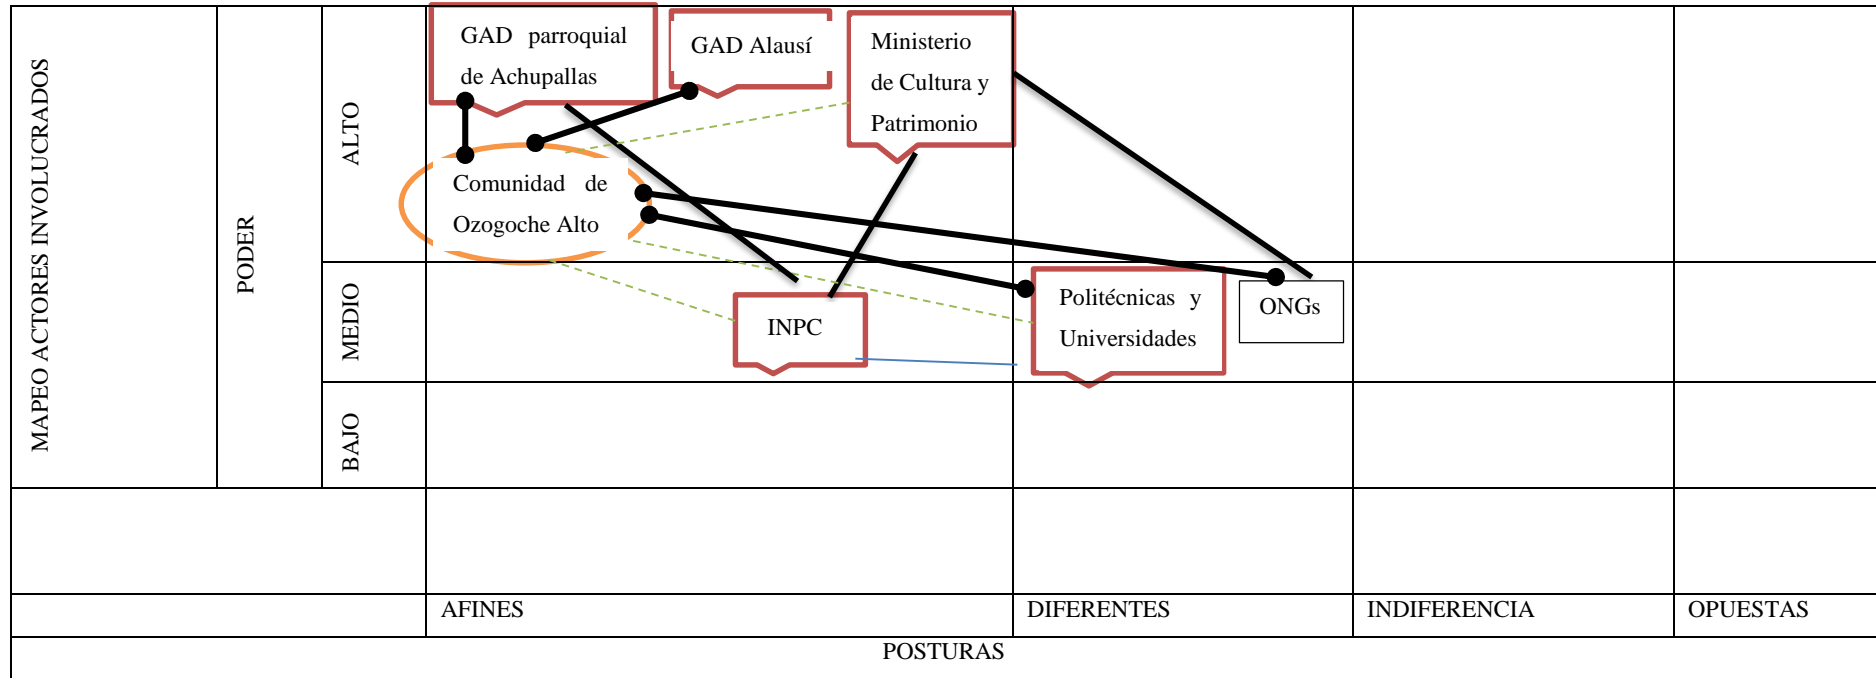 MAPEO ACTORES INVOLUCRADOS
PODER
ALTO
GAD parroquial
de Achupallas
GAD Alausí
Ministerio
de Cultura y
Patrimonio
Comunidad de
Ozogoche Alto
MEDIO
INPC
Politécnicas y
Universidades
ONGs
BAJO
AFINES
DIFERENTES
INDIFERENCIA
OPUESTAS
POSTURAS